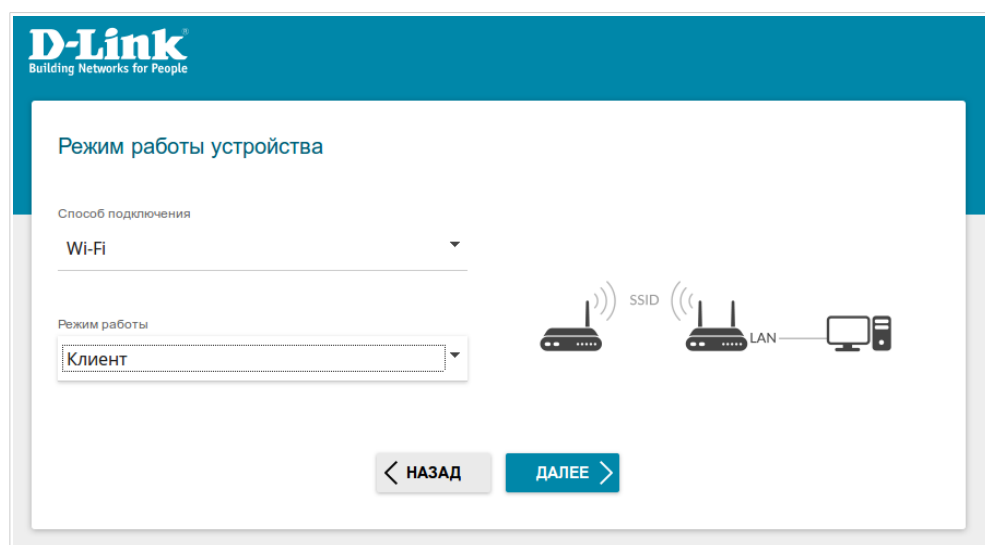 D-Link
Building Networks for People
Режим работы устройства
Способ подключения
Wi-Fi
Режим работы
Клиент
SSID
LAN
НАЗАД
ДАЛЕЕ